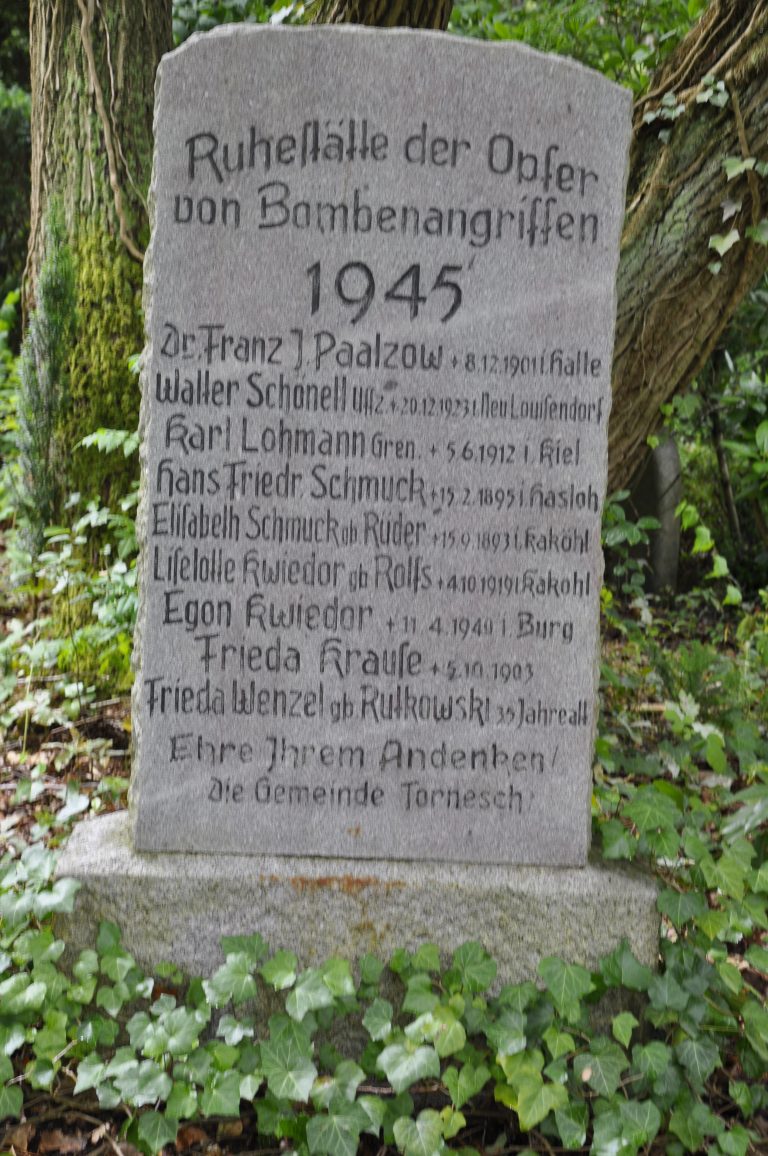 Ruheſtätte der Opfer
von Bombenangriffen
1945
Dr. Franz J. Paalzow * 8.12.1901 i. Halle
Walter Schönell Uffz. * 20.12.1923 i. Neu Louiſendorf
Karl Lohmann Gren. * 5.6.1912 i. Kiel
Hans Friedr. Schmuck * 15.2.1895 i. Hasloh
Eliſabeth Schmuck gb. Rüder * 15.9.1893 i. Kaköhl
Liſelotte Kwiedor gb Rolfs * 4.10.1919 i. Kaköhl
Egon Kwiedor * 11.4.1940 i. Burg
Frieda Krauſe * 5.10.1903
Frieda Wenzel gb Rutkowski 35 Jahre alt
Ehre Ihrem Andenken!
Die Gemeinde Tornesch